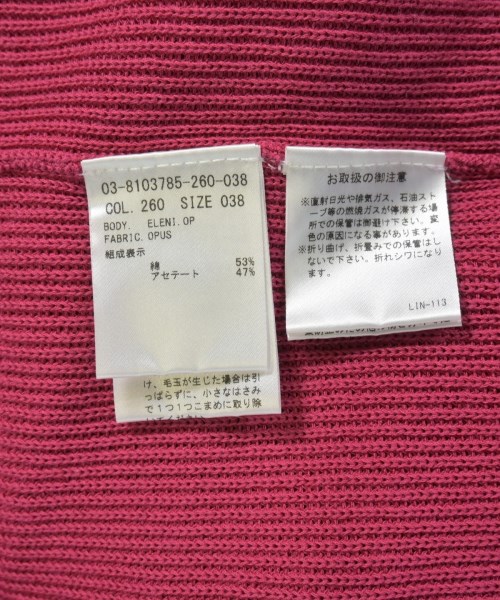 03-8103785-260-038
COL. 260 SIZE 038
BODY. ELENI.OP
FABRIC.OPUS
組成表示
綿 53%
アセテート 47%
け、毛玉が生じた場合は引
っぱらずに、小さなはさみ
で1つ1つこまめに取り除
お取扱の御注意
※直射日光や排気ガス、石油スト
ーブ等の燃焼ガスが停滞する場
所での保管は御避け下さい。変
色の原因になる事が有ります。
※折り曲げ、折畳みでの保管はし
ないで下さい。折れシワになり
ます。
LIN-113